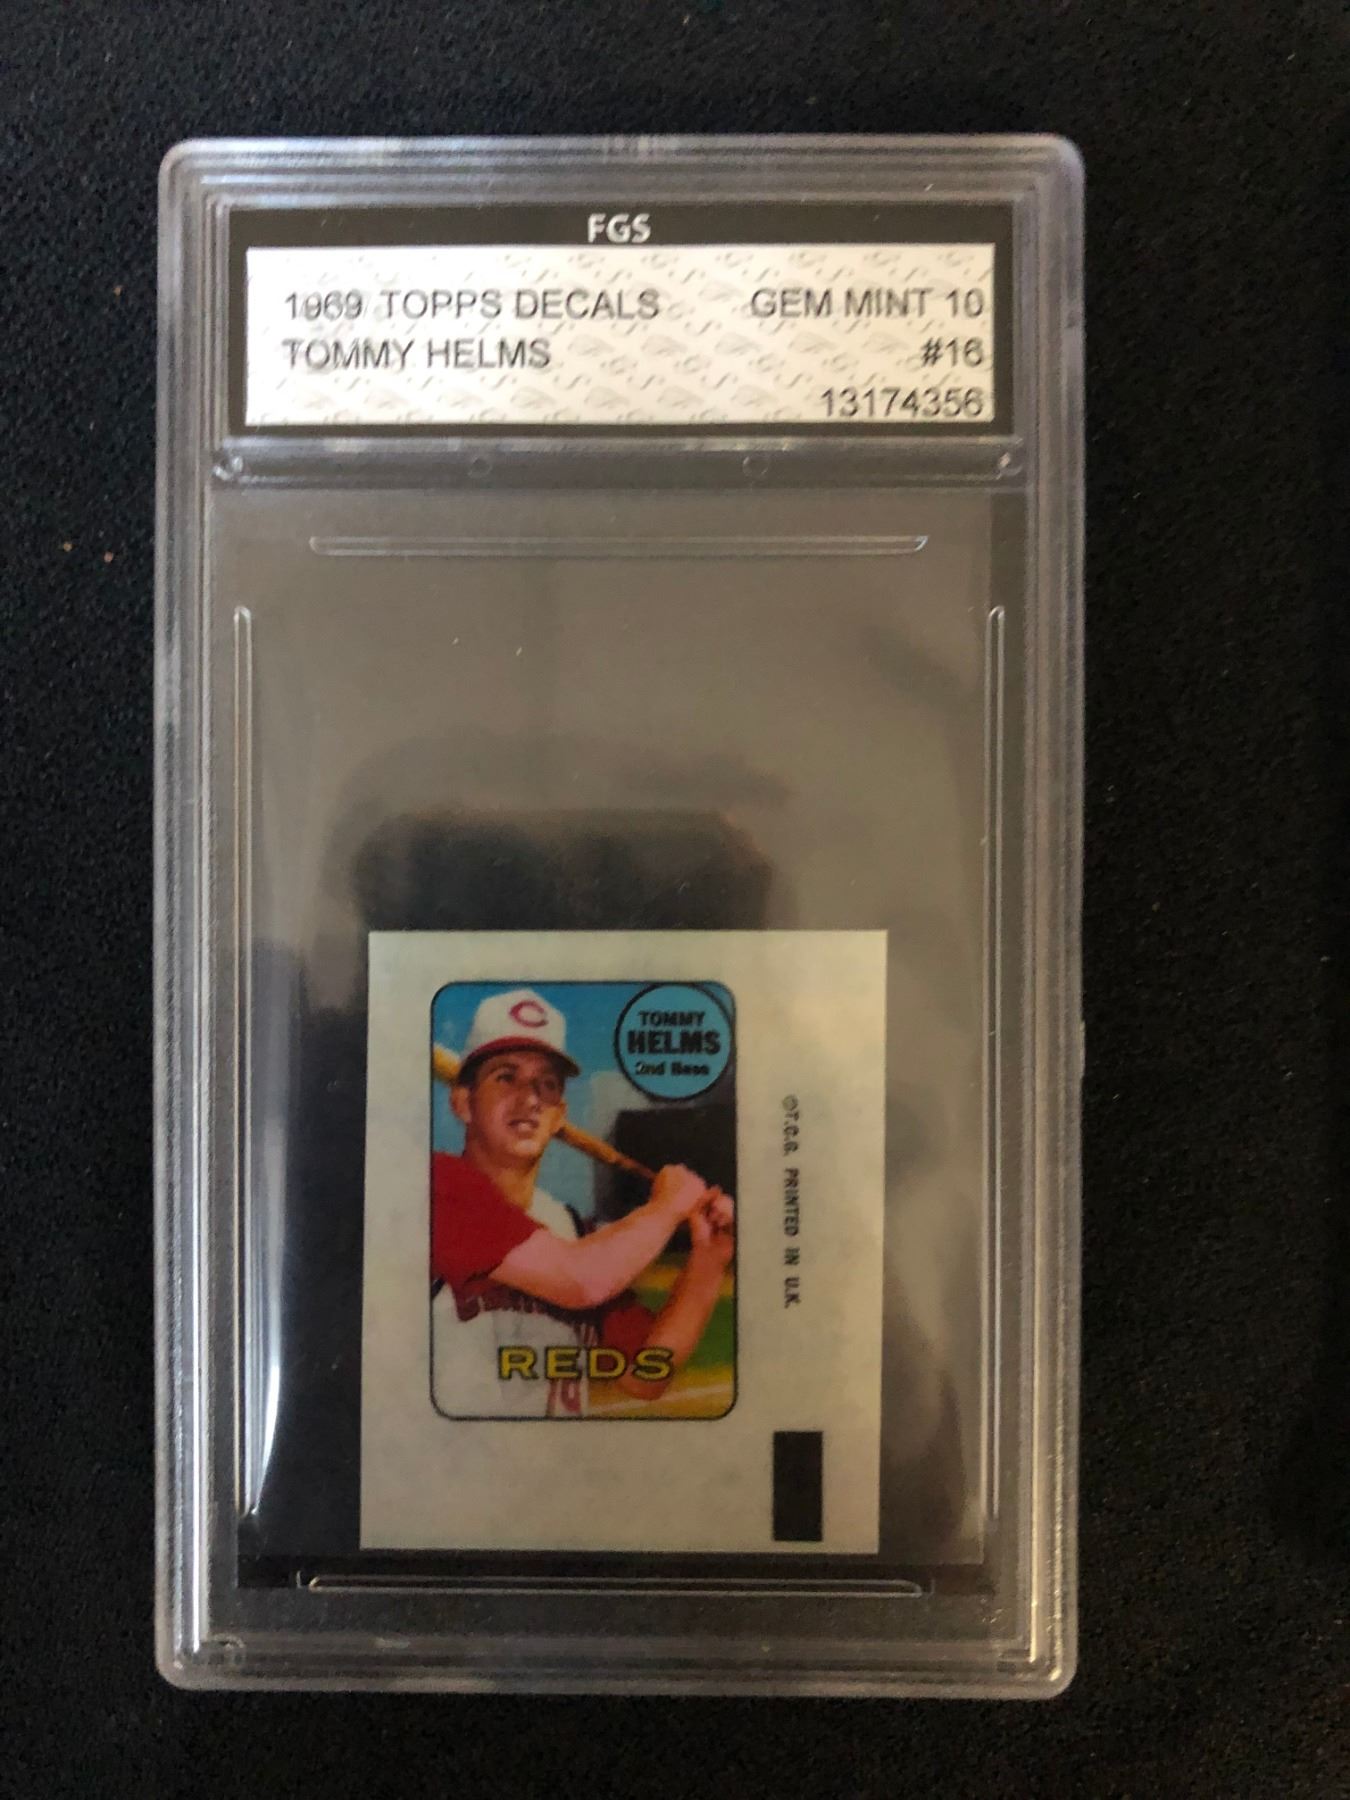 FGS
1969 TOPPS DECALS GEM MINT 10
TOMMY HELMS #16
13174356
C
TOMMY
HELMS
2nd Base
©T.C.G. PRINTED IN U.K.
REDS